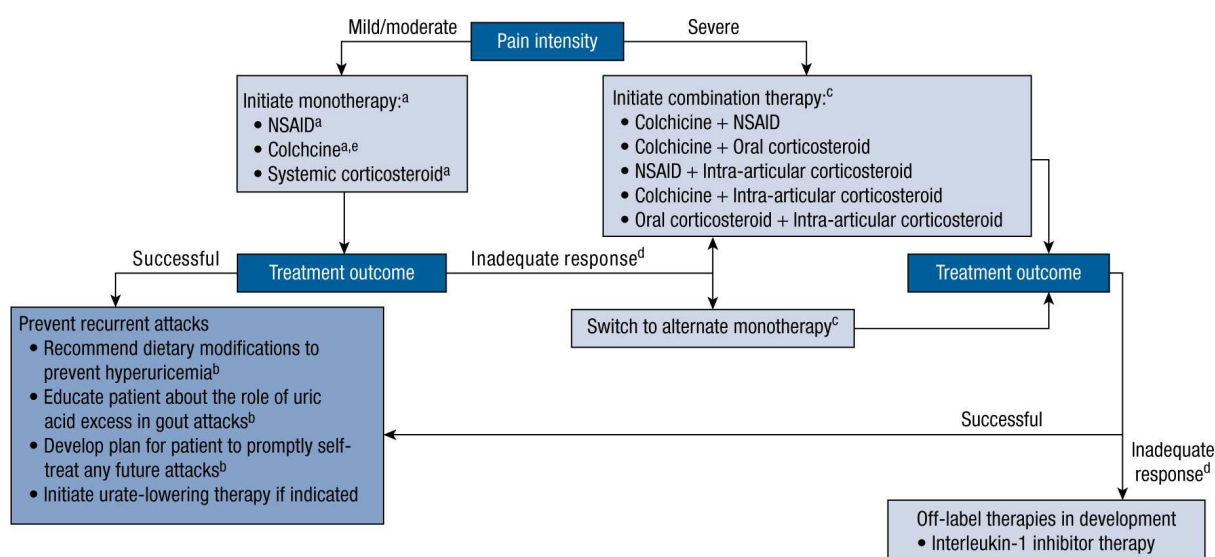 Mild/moderate
Pain intensity
Severe
Initiate monotherapy:ᵃ
• NSAIDᵃ
• Colchcineᵃ,ᵉ
• Systemic corticosteroidᵃ
Initiate combination therapy:ᶜ
• Colchicine + NSAID
• Colchicine + Oral corticosteroid
• NSAID + Intra-articular corticosteroid
• Colchicine + Intra-articular corticosteroid
• Oral corticosteroid + Intra-articular corticosteroid
Successful
Treatment outcome
Inadequate responseᵈ
Treatment outcome
Switch to alternate monotherapyᶜ
Prevent recurrent attacks
• Recommend dietary modifications to
prevent hyperuricemiaᵇ
• Educate patient about the role of uric
acid excess in gout attacksᵇ
• Develop plan for patient to promptly self-
treat any future attacksᵇ
• Initiate urate-lowering therapy if indicated
Successful
Inadequate
responseᵈ
Off-label therapies in development
• Interleukin-1 inhibitor therapy